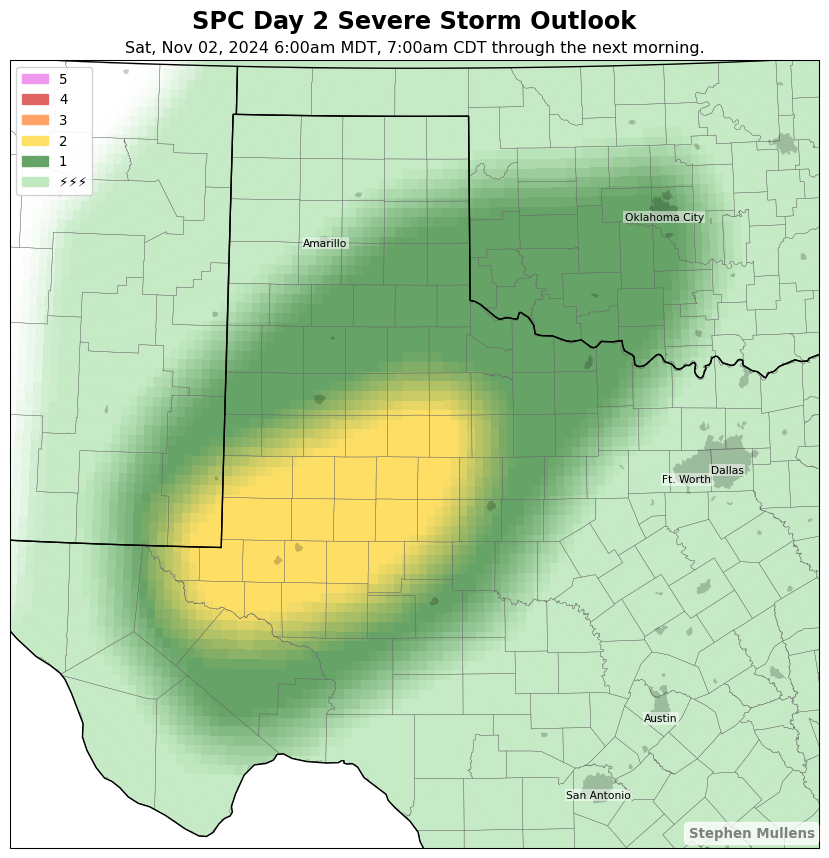 SPC Day 2 Severe Storm Outlook
Sat, Nov 02, 2024 6:00am MDT, 7:00am CDT through the next morning.
5
4
3
2
1
⚡⚡⚡
Oklahoma City
Amarillo
Dallas
Ft. Worth
Austin
San Antonio
Stephen Mullens